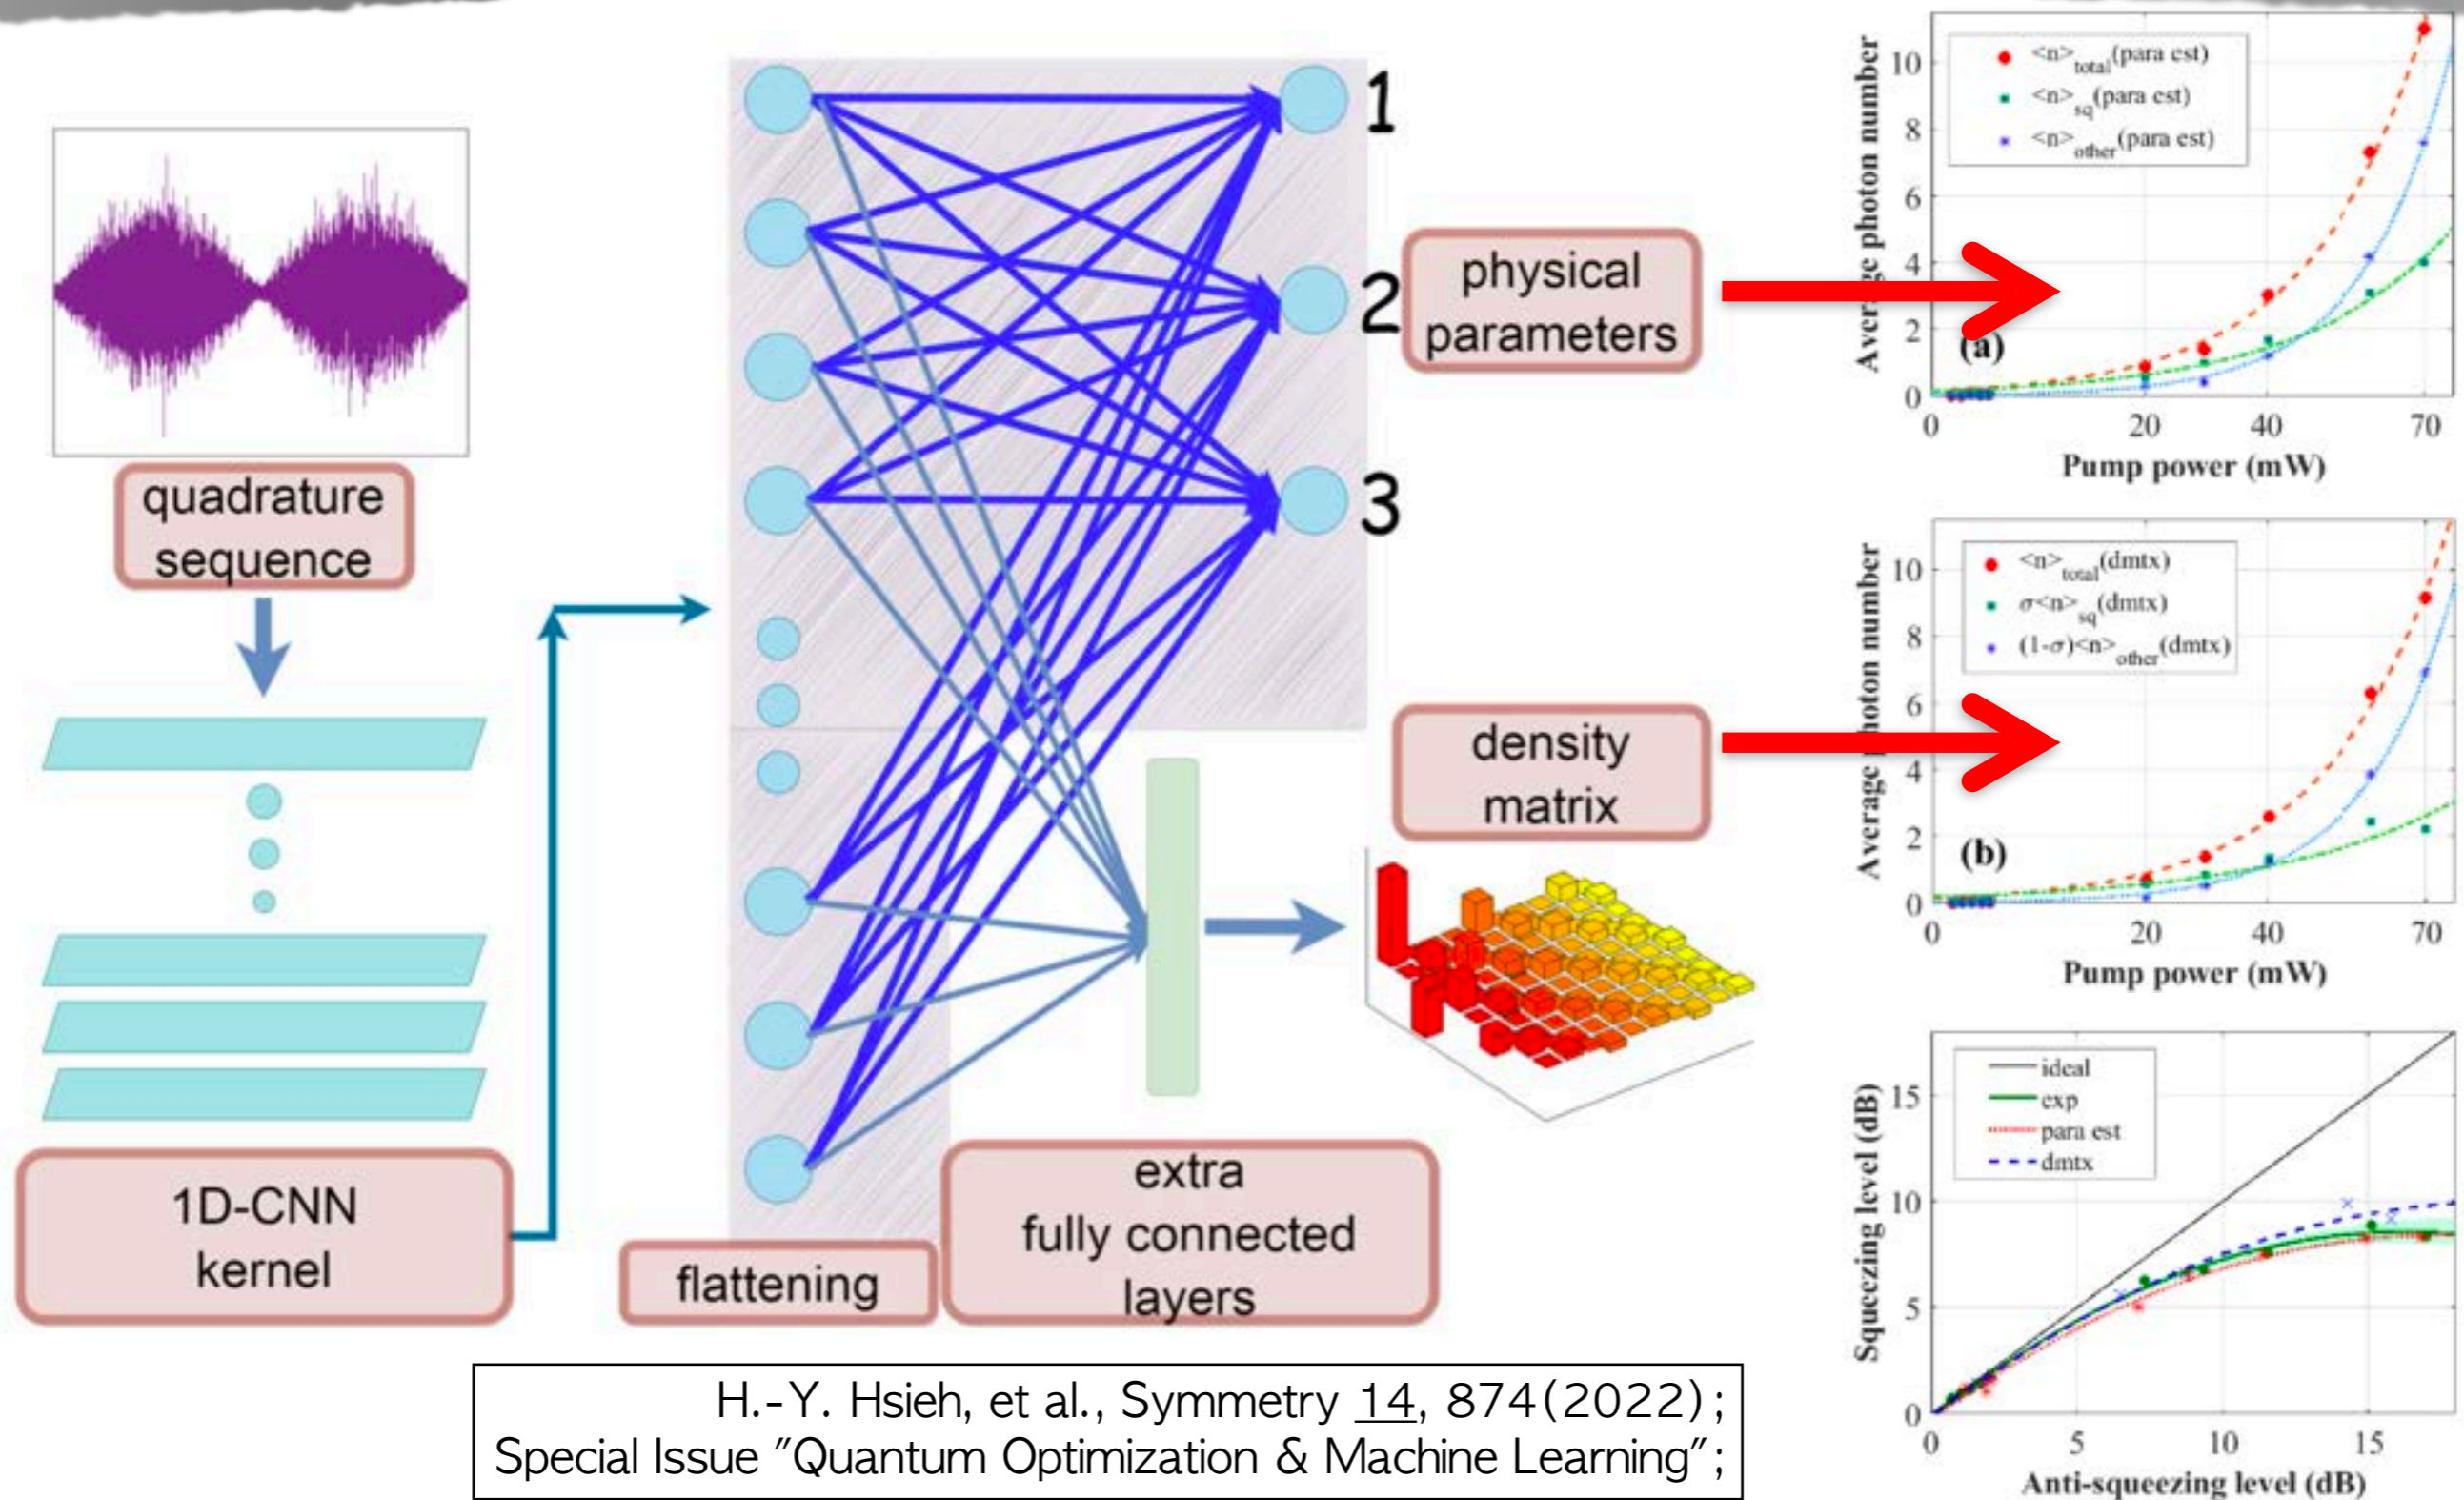 quadrature
sequence
1D-CNN
kernel
flattening
extra
fully connected
layers
1
2
3
physical
parameters
density
matrix
Average photon number
10
8
6
4
2
0
<n>total(para est)
<n>sq(para est)
<n>other(para est)
(a)
0 20 40 70
Pump power (mW)
Average photon number
10
8
6
4
2
0
<n>total(dmtx)
σ<n>sq(dmtx)
(1-σ)<n>other(dmtx)
(b)
0 20 40 70
Pump power (mW)
Squeezing level (dB)
15
10
5
0
ideal
exp
para est
dmtx
0 5 10 15
Anti-squeezing level (dB)
H.-Y. Hsieh, et al., Symmetry 14, 874(2022);
Special Issue "Quantum Optimization & Machine Learning";